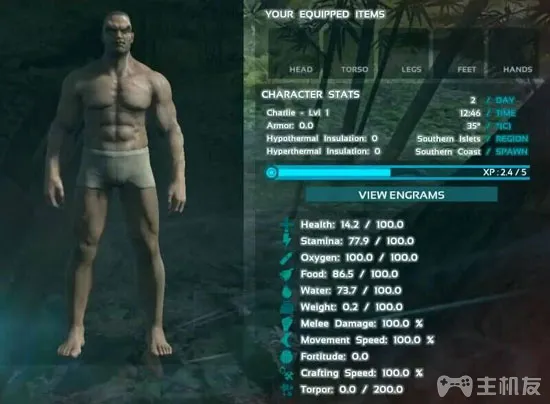 YOUR EQUIPPED ITEMS
HEAD TORSO LEGS FEET HANDS
CHARACTER STATS
2 / DAY
Charlie - Lvl 1 12:46 / TIME
Armor: 0.0 35° / °(C)
Hypothermal Insulation: 0 Southern Islets / REGION
Hyperthermal Insulation: 0 Southern Coast / SPAWN
XP : 2.4 / 5
VIEW ENGRAMS
Health: 14.2 / 100.0
Stamina: 77.9 / 100.0
Oxygen: 100.0 / 100.0
Food: 86.5 / 100.0
Water: 73.7 / 100.0
Weight: 0.2 / 100.0
Melee Damage: 100.0 %
Movement Speed: 100.0 %
Fortitude: 0.0
Crafting Speed: 100.0 %
Torpor: 0.0 / 200.0
主机友